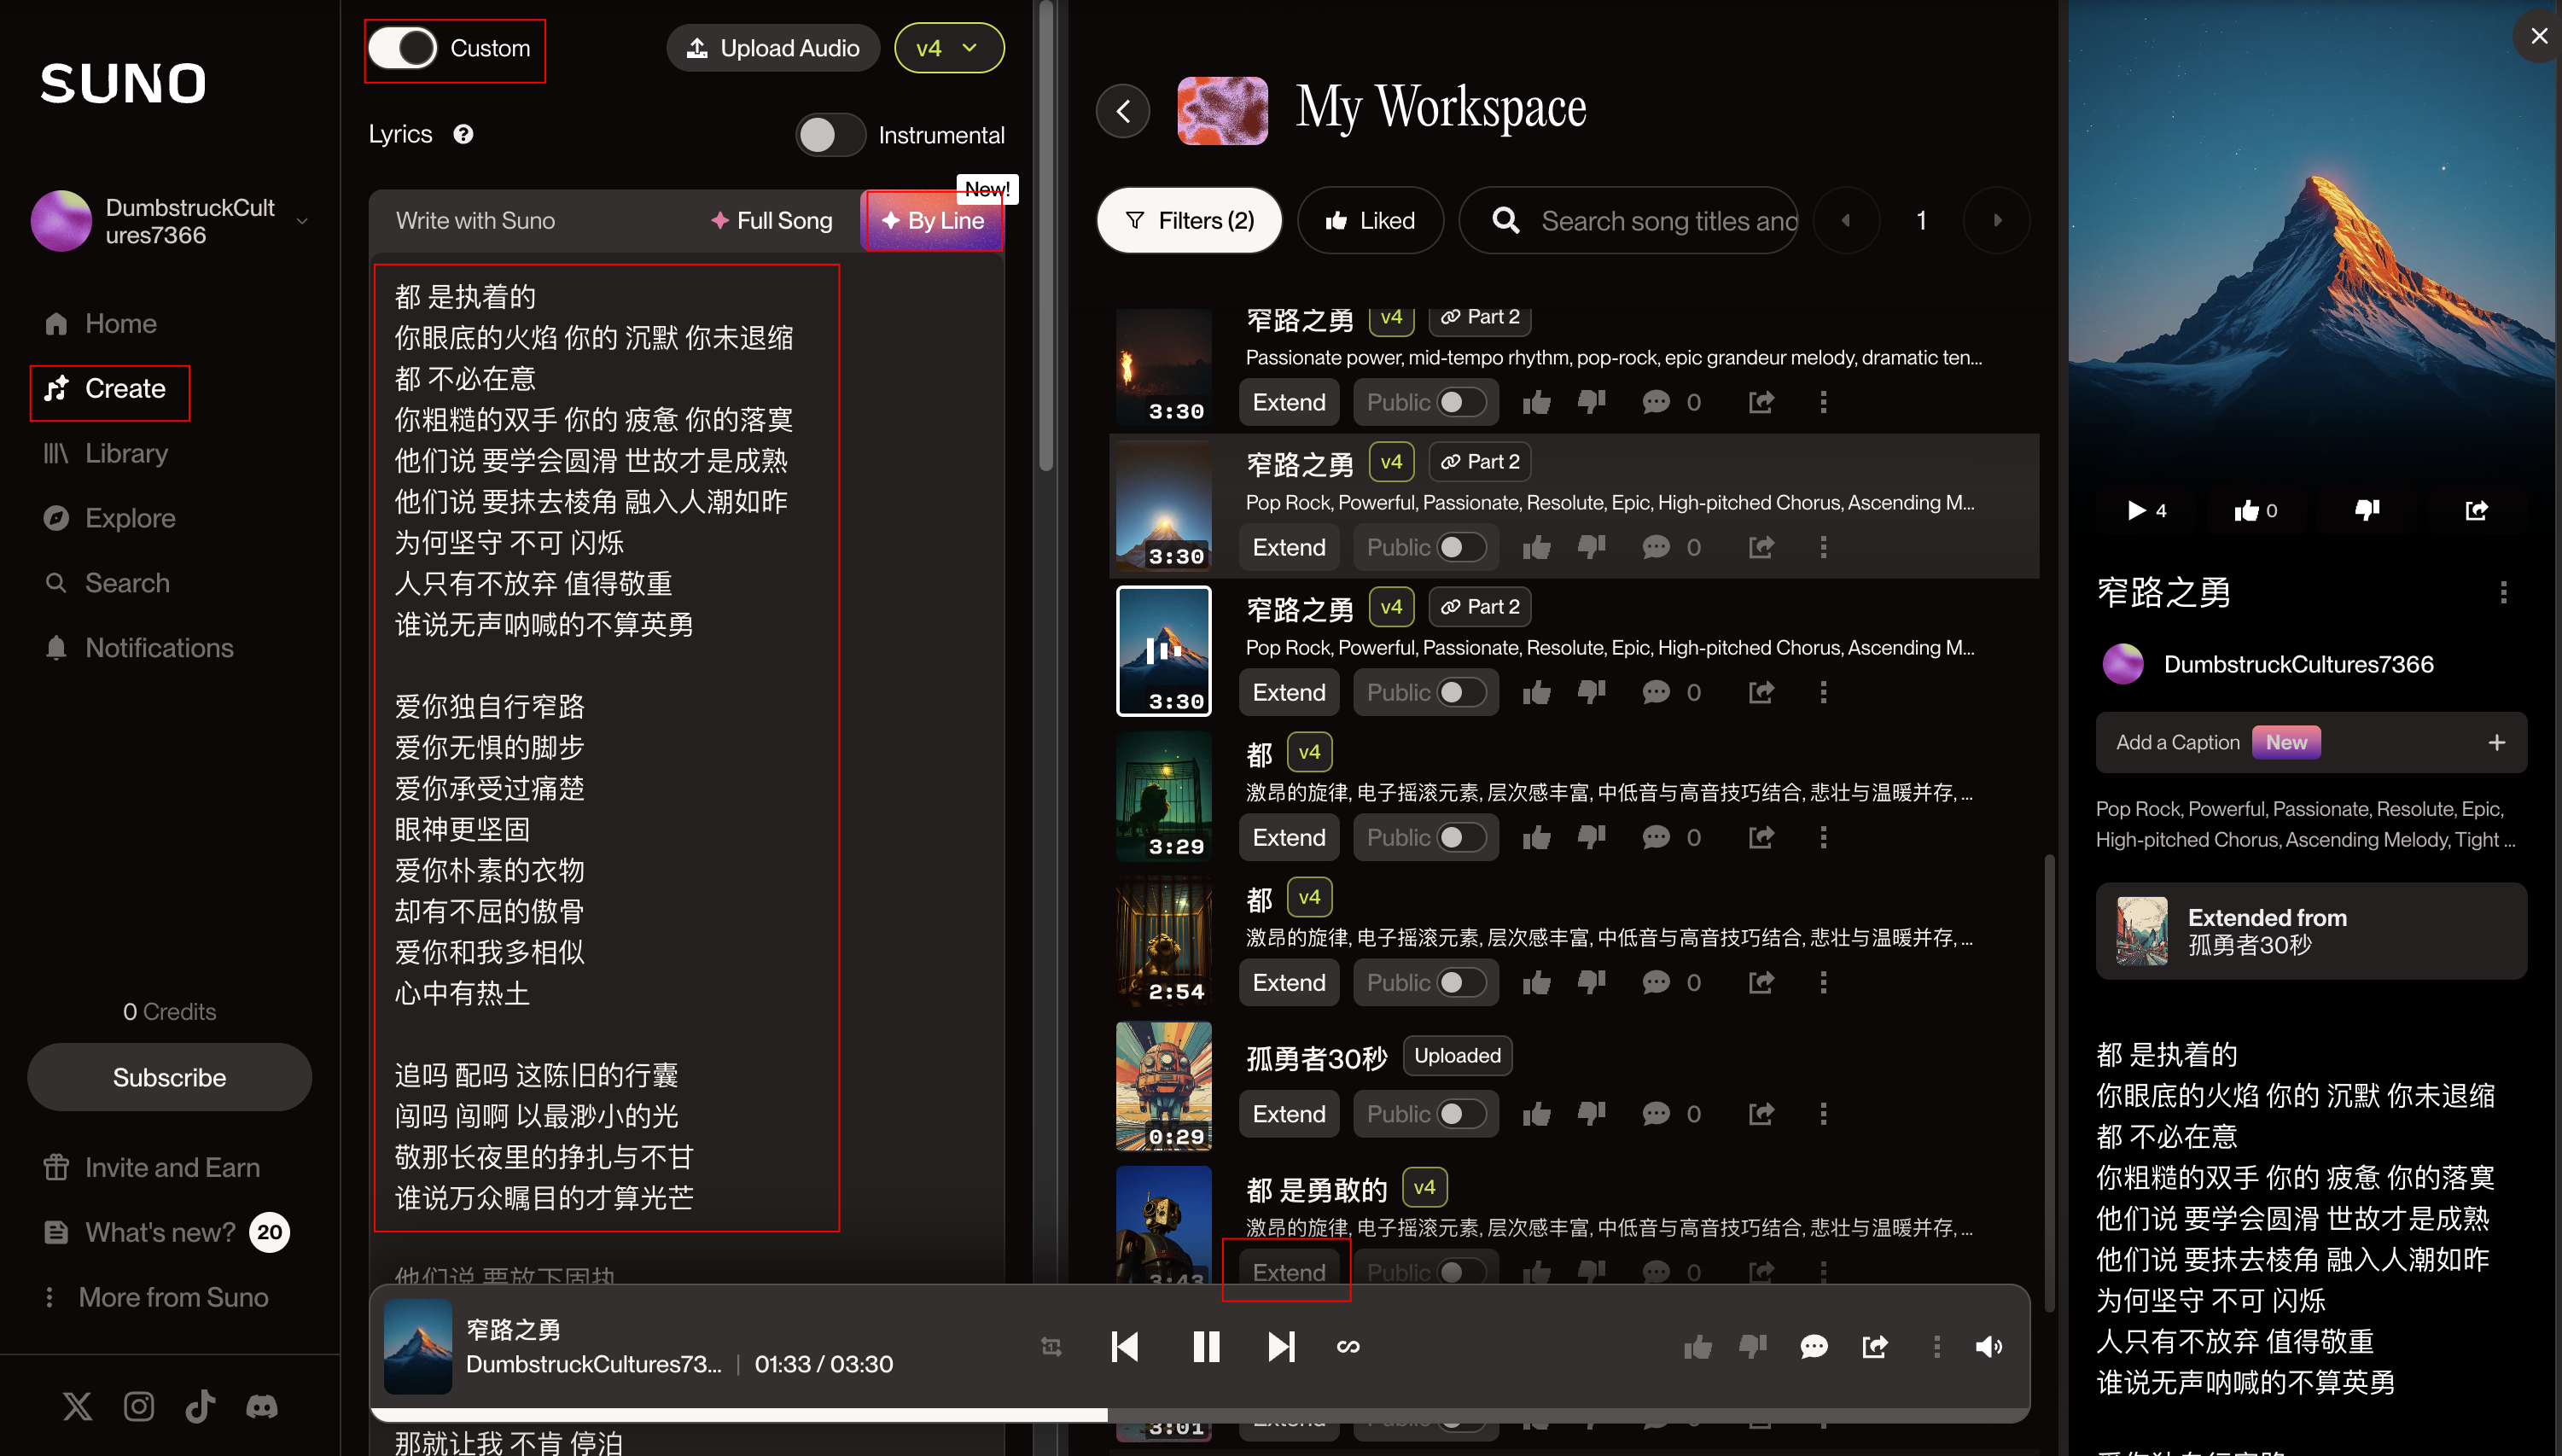 SUNO
DumbstruckCult
ures7366
Home
Create
Library
Explore
Search
Notifications
0 Credits
Subscribe
Invite and Earn
What's new? 20
More from Suno
Custom
Upload Audio
v4
Lyrics
Instrumental
New!
Write with Suno
Full Song
By Line
都 是执着的
你眼底的火焰 你的 沉默 你未退缩
都 不必在意
你粗糙的双手 你的 疲惫 你的落寞
他们说 要学会圆滑 世故才是成熟
他们说 要抹去棱角 融入人潮如昨
为何坚守 不可 闪烁
人只有不放弃 值得敬重
谁说无声呐喊的不算英勇
爱你独自行窄路
爱你无惧的脚步
爱你承受过痛楚
眼神更坚固
爱你朴素的衣物
却有不屈的傲骨
爱你和我多相似
心中有热土
追吗 配吗 这陈旧的行囊
闯吗 闯啊 以最渺小的光
敬那长夜里的挣扎与不甘
谁说万众瞩目的才算光芒
他们说 要放下固执
那就让我 不肯 停泊
My Workspace
Filters (2)
Liked
Search song titles and
1
窄路之勇 v4 Part 2
Passionate power, mid-tempo rhythm, pop-rock, epic grandeur melody, dramatic ten...
3:30 Extend Public 0
窄路之勇 v4 Part 2
Pop Rock, Powerful, Passionate, Resolute, Epic, High-pitched Chorus, Ascending M...
3:30 Extend Public 0
窄路之勇 v4 Part 2
Pop Rock, Powerful, Passionate, Resolute, Epic, High-pitched Chorus, Ascending M...
3:30 Extend Public 0
都 v4
激昂的旋律, 电子摇滚元素, 层次感丰富, 中低音与高音技巧结合, 悲壮与温暖并存, ...
3:29 Extend Public 0
都 v4
激昂的旋律, 电子摇滚元素, 层次感丰富, 中低音与高音技巧结合, 悲壮与温暖并存, ...
2:54 Extend Public 0
孤勇者30秒 Uploaded
0:29 Extend Public 0
都 是勇敢的 v4
激昂的旋律, 电子摇滚元素, 层次感丰富, 中低音与高音技巧结合, 悲壮与温暖并存, ...
3:43 Extend Public 0
3:01 Extend
窄路之勇
DumbstruckCultures73... | 01:33 / 03:30
4
0
窄路之勇
DumbstruckCultures7366
Add a Caption New
Pop Rock, Powerful, Passionate, Resolute, Epic,
High-pitched Chorus, Ascending Melody, Tight ...
Extended from
孤勇者30秒
都 是执着的
你眼底的火焰 你的 沉默 你未退缩
都 不必在意
你粗糙的双手 你的 疲惫 你的落寞
他们说 要学会圆滑 世故才是成熟
他们说 要抹去棱角 融入人潮如昨
为何坚守 不可 闪烁
人只有不放弃 值得敬重
谁说无声呐喊的不算英勇